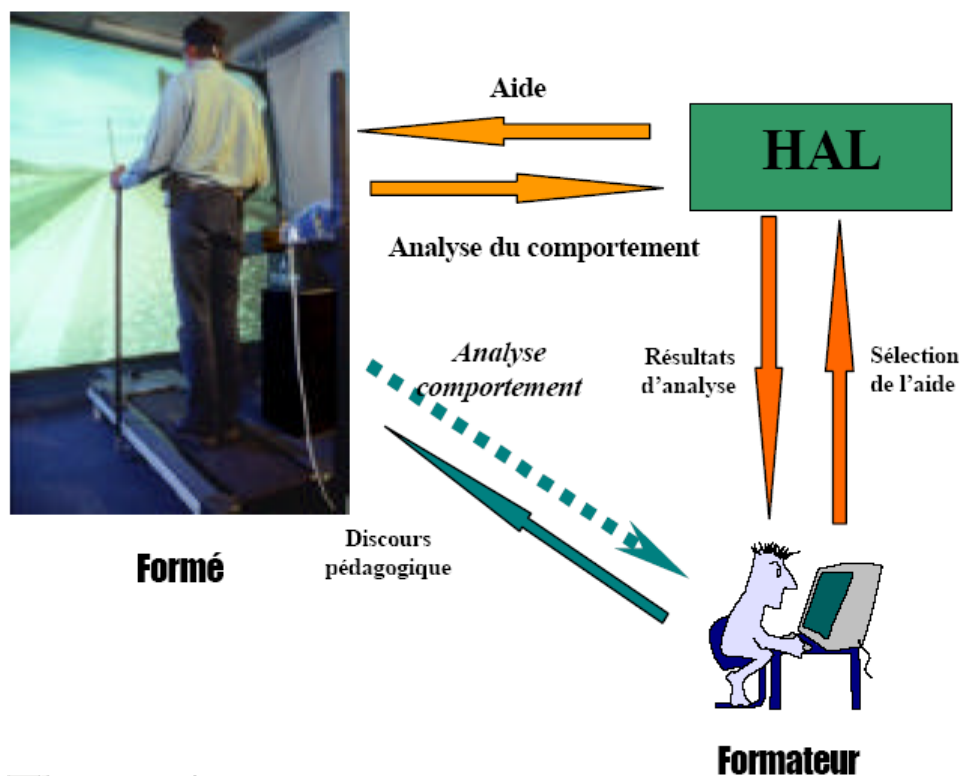 Aide
HAL
Analyse du comportement
Analyse
comportement
Résultats
d’analyse
Sélection
de l’aide
Discours
pédagogique
Formé
Formateur